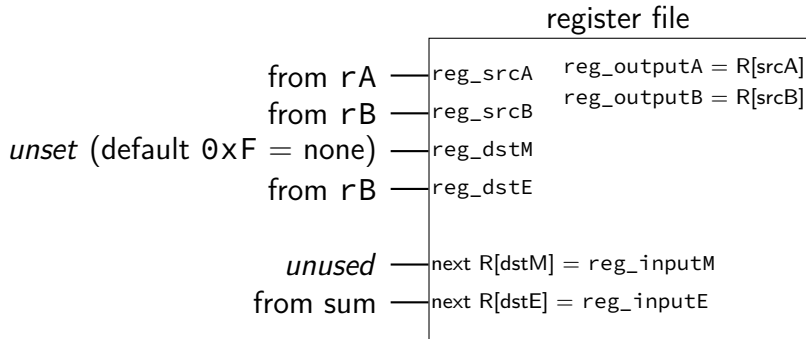 register file
from rA
reg_srcA
reg_outputA = R[srcA]
from rB
reg_srcB
reg_outputB = R[srcB]
unset (default 0xF = none)
reg_dstM
from rB
reg_dstE
unused
next R[dstM] = reg_inputM
from sum
next R[dstE] = reg_inputE